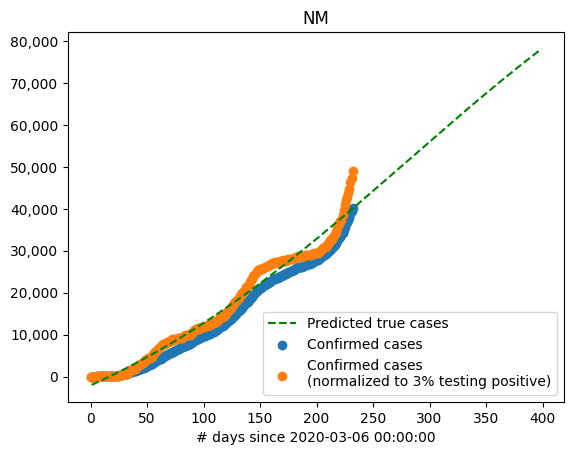 NM
80,000
70,000
60,000
50,000
40,000
30,000
20,000
10,000
0
Predicted true cases
Confirmed cases
Confirmed cases
(normalized to 3% testing positive)
0 50 100 150 200 250 300 350 400
# days since 2020-03-06 00:00:00